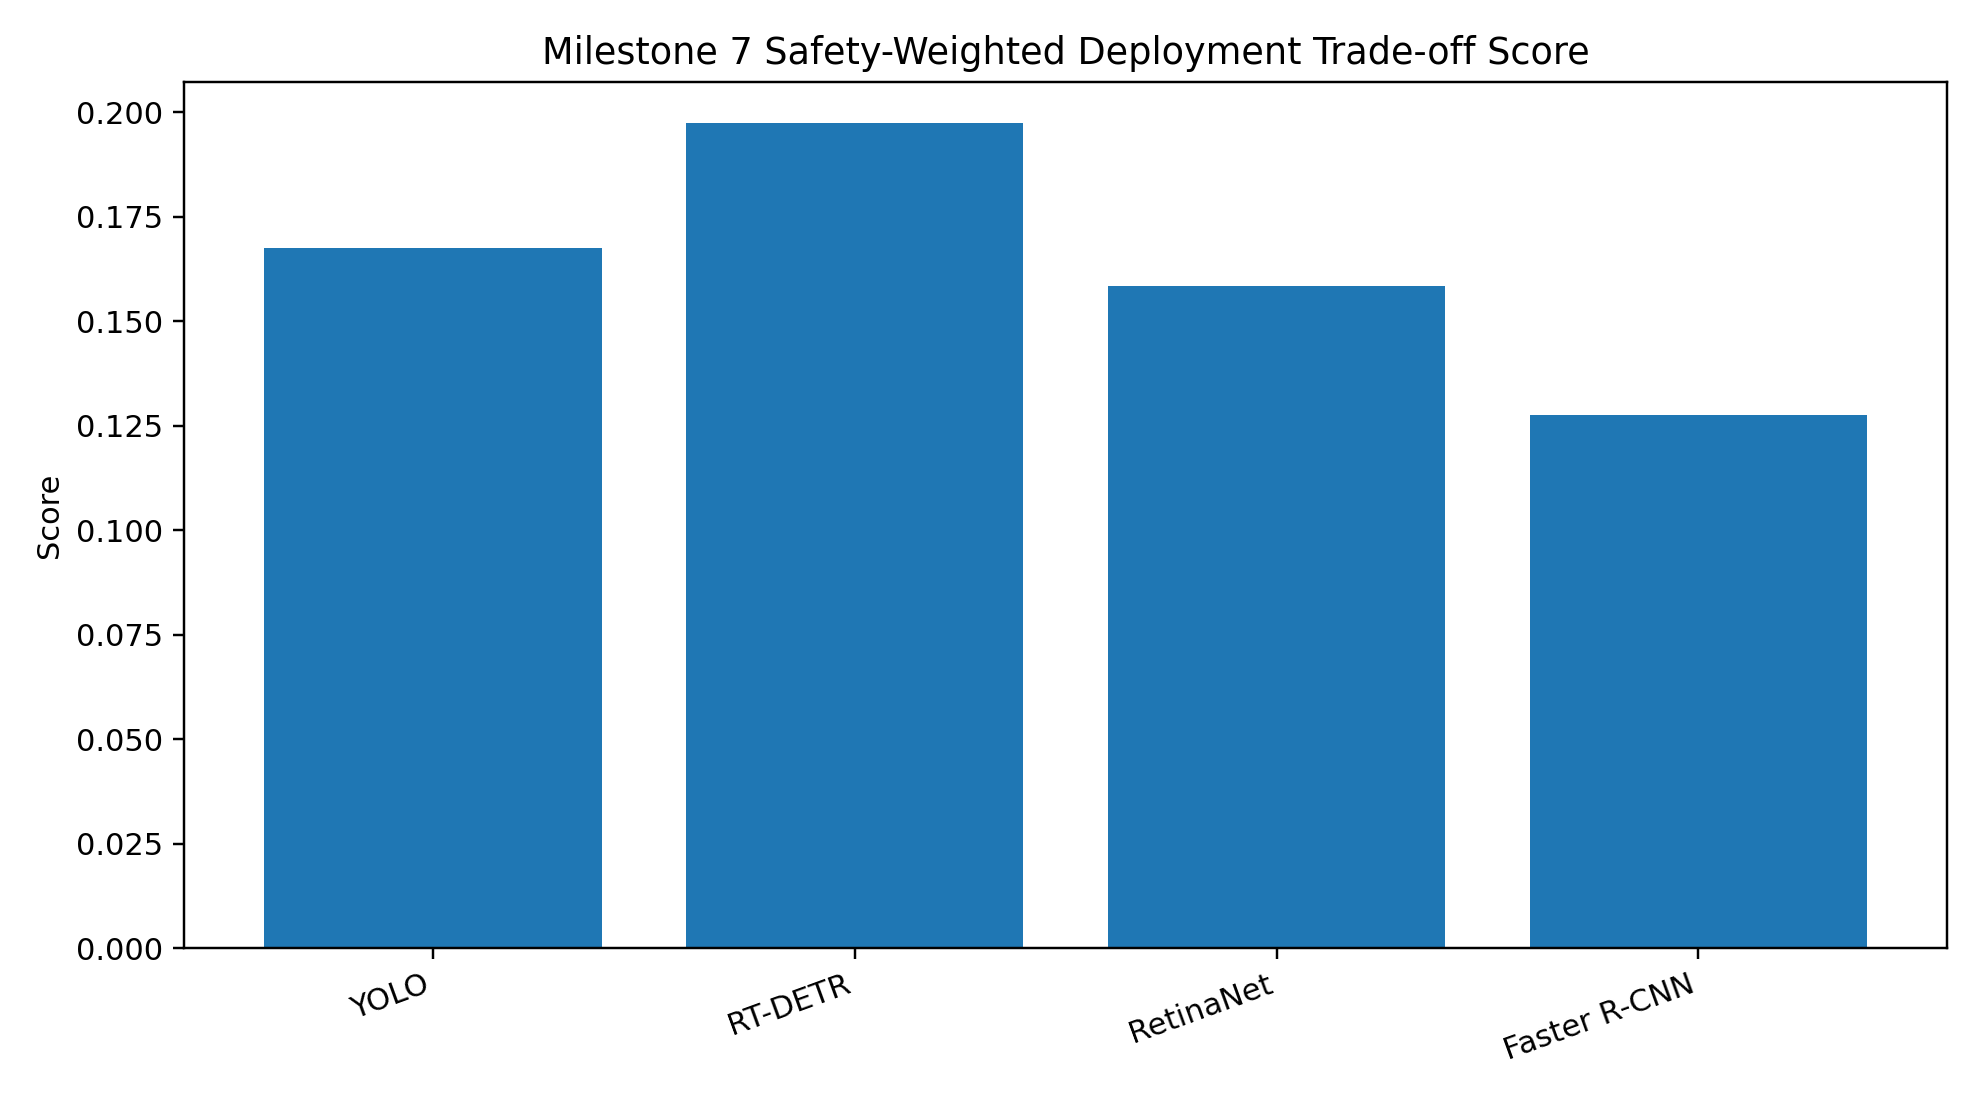 Milestone 7 Safety-Weighted Deployment Trade-off Score
Score
0.200
0.175
0.150
0.125
0.100
0.075
0.050
0.025
0.000
YOLO
RT-DETR
RetinaNet
Faster R-CNN